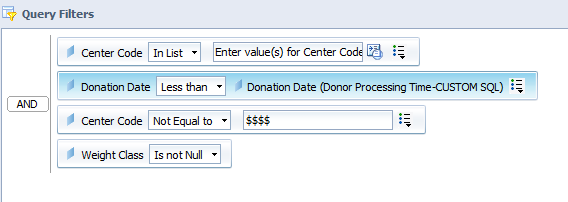 Query Filters
Center Code In List Enter value(s) for Center Code
Donation Date Less than Donation Date (Donor Processing Time-CUSTOM SQL)
AND
Center Code Not Equal to $$$$
Weight Class Is not Null